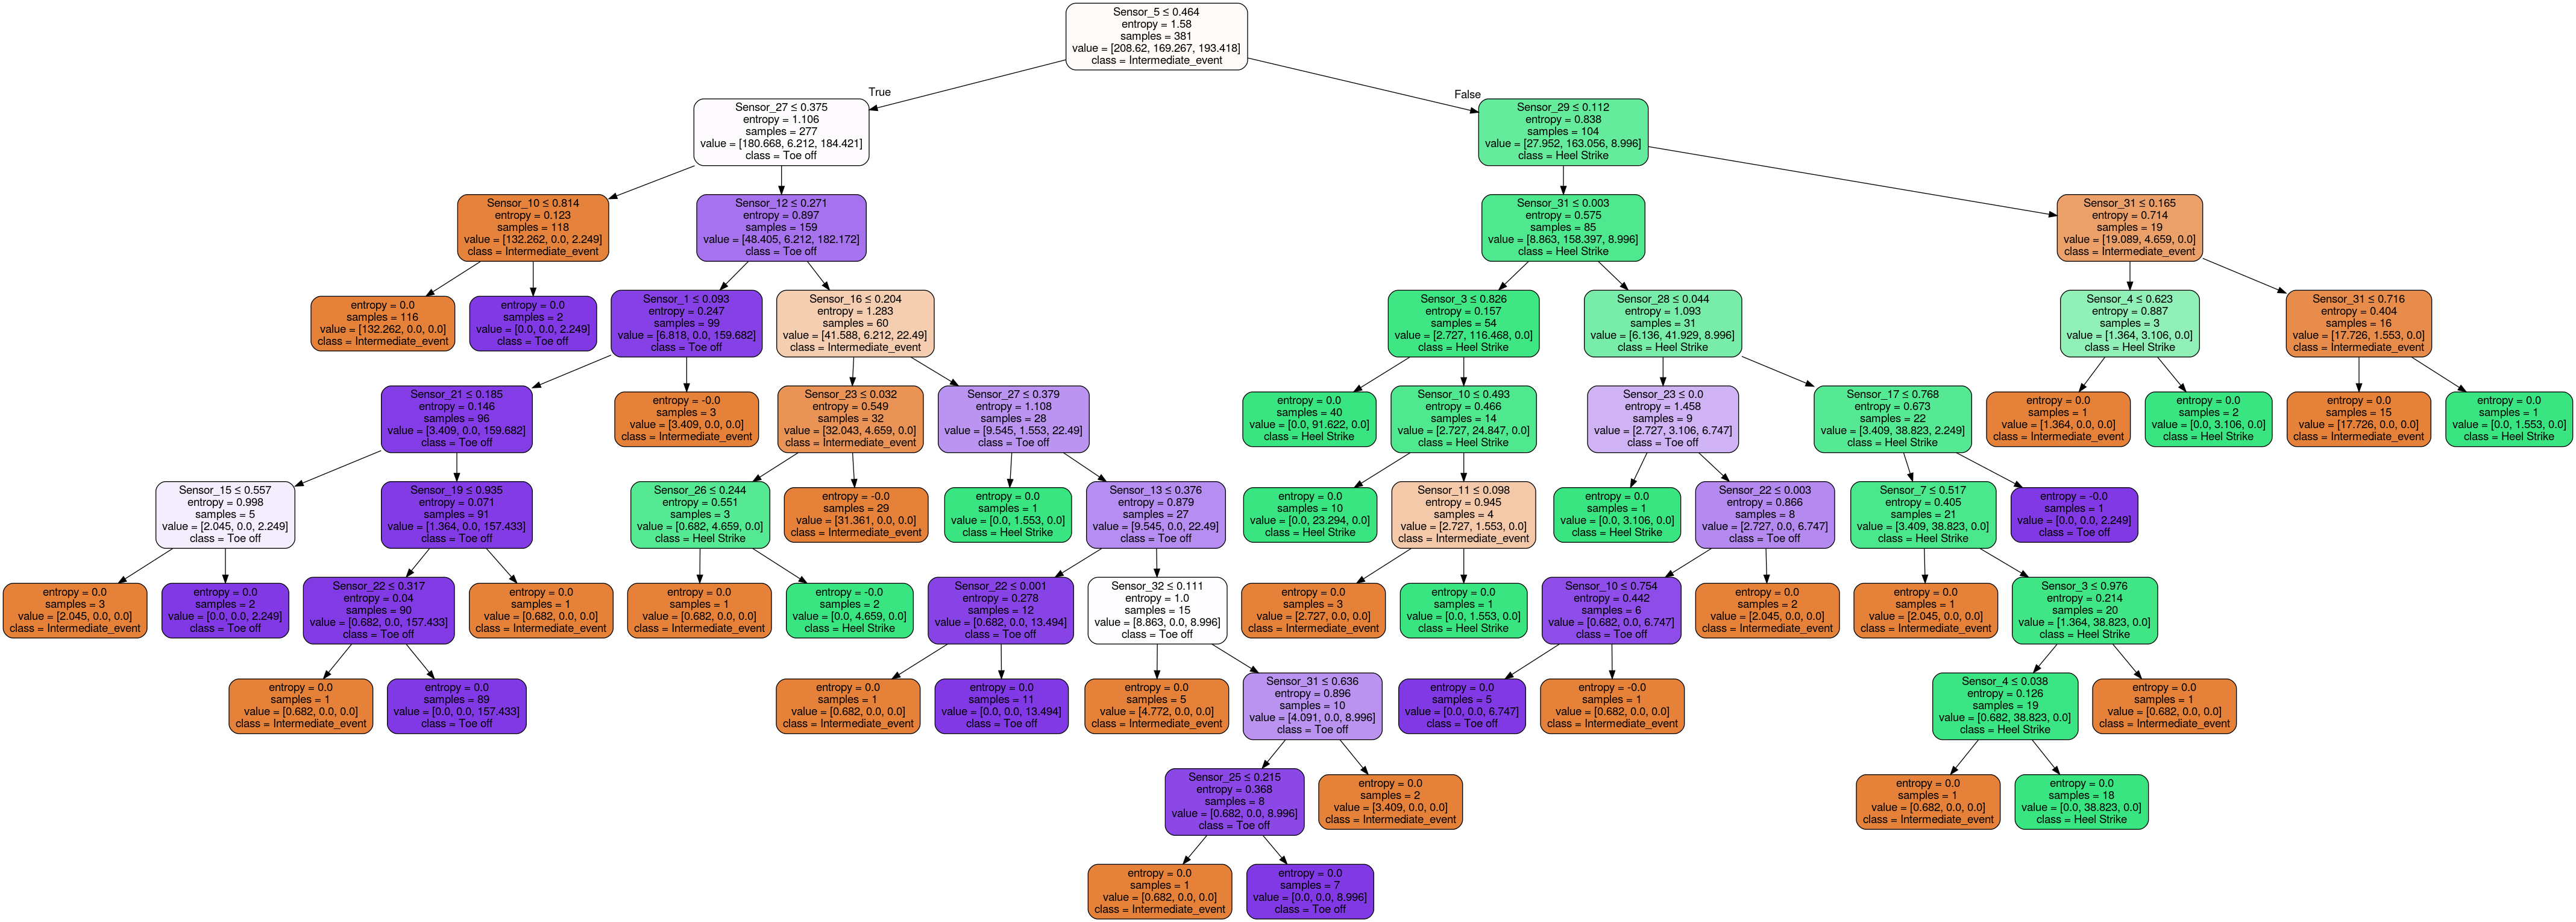 Sensor_5 ≤ 0.464
entropy = 1.58
samples = 381
value = [208.62, 169.267, 193.418]
class = Intermediate_event
True
False
Sensor_27 ≤ 0.375
entropy = 1.106
samples = 277
value = [180.668, 6.212, 184.421]
class = Toe off
Sensor_29 ≤ 0.112
entropy = 0.838
samples = 104
value = [27.952, 163.056, 8.996]
class = Heel Strike
Sensor_10 ≤ 0.814
entropy = 0.123
samples = 118
value = [132.262, 0.0, 2.249]
class = Intermediate_event
Sensor_12 ≤ 0.271
entropy = 0.897
samples = 159
value = [48.405, 6.212, 182.172]
class = Toe off
Sensor_31 ≤ 0.003
entropy = 0.575
samples = 85
value = [8.863, 158.397, 8.996]
class = Heel Strike
Sensor_31 ≤ 0.165
entropy = 0.714
samples = 19
value = [19.089, 4.659, 0.0]
class = Intermediate_event
entropy = 0.0
samples = 116
value = [132.262, 0.0, 0.0]
class = Intermediate_event
entropy = 0.0
samples = 2
value = [0.0, 0.0, 2.249]
class = Toe off
Sensor_1 ≤ 0.093
entropy = 0.247
samples = 99
value = [6.818, 0.0, 159.682]
class = Toe off
Sensor_16 ≤ 0.204
entropy = 1.283
samples = 60
value = [41.588, 6.212, 22.49]
class = Intermediate_event
Sensor_3 ≤ 0.826
entropy = 0.157
samples = 54
value = [2.727, 116.468, 0.0]
class = Heel Strike
Sensor_28 ≤ 0.044
entropy = 1.093
samples = 31
value = [6.136, 41.929, 8.996]
class = Heel Strike
Sensor_4 ≤ 0.623
entropy = 0.887
samples = 3
value = [1.364, 3.106, 0.0]
class = Heel Strike
Sensor_31 ≤ 0.716
entropy = 0.404
samples = 16
value = [17.726, 1.553, 0.0]
class = Intermediate_event
Sensor_21 ≤ 0.185
entropy = 0.146
samples = 96
value = [3.409, 0.0, 159.682]
class = Toe off
entropy = -0.0
samples = 3
value = [3.409, 0.0, 0.0]
class = Intermediate_event
Sensor_23 ≤ 0.032
entropy = 0.549
samples = 32
value = [32.043, 4.659, 0.0]
class = Intermediate_event
Sensor_27 ≤ 0.379
entropy = 1.108
samples = 28
value = [9.545, 1.553, 22.49]
class = Toe off
entropy = 0.0
samples = 40
value = [0.0, 91.622, 0.0]
class = Heel Strike
Sensor_10 ≤ 0.493
entropy = 0.466
samples = 14
value = [2.727, 24.847, 0.0]
class = Heel Strike
Sensor_23 ≤ 0.0
entropy = 1.458
samples = 9
value = [2.727, 3.106, 6.747]
class = Toe off
Sensor_17 ≤ 0.768
entropy = 0.673
samples = 22
value = [3.409, 38.823, 2.249]
class = Heel Strike
entropy = 0.0
samples = 1
value = [1.364, 0.0, 0.0]
class = Intermediate_event
entropy = 0.0
samples = 2
value = [0.0, 3.106, 0.0]
class = Heel Strike
entropy = 0.0
samples = 15
value = [17.726, 0.0, 0.0]
class = Intermediate_event
entropy = 0.0
samples = 1
value = [0.0, 1.553, 0.0]
class = Heel Strike
Sensor_15 ≤ 0.557
entropy = 0.998
samples = 5
value = [2.045, 0.0, 2.249]
class = Toe off
Sensor_19 ≤ 0.935
entropy = 0.071
samples = 91
value = [1.364, 0.0, 157.433]
class = Toe off
Sensor_26 ≤ 0.244
entropy = 0.551
samples = 3
value = [0.682, 4.659, 0.0]
class = Heel Strike
entropy = -0.0
samples = 29
value = [31.361, 0.0, 0.0]
class = Intermediate_event
entropy = 0.0
samples = 1
value = [0.0, 1.553, 0.0]
class = Heel Strike
Sensor_13 ≤ 0.376
entropy = 0.879
samples = 27
value = [9.545, 0.0, 22.49]
class = Toe off
entropy = 0.0
samples = 10
value = [0.0, 23.294, 0.0]
class = Heel Strike
Sensor_11 ≤ 0.098
entropy = 0.945
samples = 4
value = [2.727, 1.553, 0.0]
class = Intermediate_event
entropy = 0.0
samples = 1
value = [0.0, 3.106, 0.0]
class = Heel Strike
Sensor_22 ≤ 0.003
entropy = 0.866
samples = 8
value = [2.727, 0.0, 6.747]
class = Toe off
Sensor_7 ≤ 0.517
entropy = 0.405
samples = 21
value = [3.409, 38.823, 0.0]
class = Heel Strike
entropy = -0.0
samples = 1
value = [0.0, 0.0, 2.249]
class = Toe off
entropy = 0.0
samples = 3
value = [2.045, 0.0, 0.0]
class = Intermediate_event
entropy = 0.0
samples = 2
value = [0.0, 0.0, 2.249]
class = Toe off
Sensor_22 ≤ 0.317
entropy = 0.04
samples = 90
value = [0.682, 0.0, 157.433]
class = Toe off
entropy = 0.0
samples = 1
value = [0.682, 0.0, 0.0]
class = Intermediate_event
entropy = 0.0
samples = 1
value = [0.682, 0.0, 0.0]
class = Intermediate_event
entropy = -0.0
samples = 2
value = [0.0, 4.659, 0.0]
class = Heel Strike
Sensor_22 ≤ 0.001
entropy = 0.278
samples = 12
value = [0.682, 0.0, 13.494]
class = Toe off
Sensor_32 ≤ 0.111
entropy = 1.0
samples = 15
value = [8.863, 0.0, 8.996]
class = Toe off
entropy = 0.0
samples = 3
value = [2.727, 0.0, 0.0]
class = Intermediate_event
entropy = 0.0
samples = 1
value = [0.0, 1.553, 0.0]
class = Heel Strike
Sensor_10 ≤ 0.754
entropy = 0.442
samples = 6
value = [0.682, 0.0, 6.747]
class = Toe off
entropy = 0.0
samples = 2
value = [2.045, 0.0, 0.0]
class = Intermediate_event
entropy = 0.0
samples = 1
value = [2.045, 0.0, 0.0]
class = Intermediate_event
Sensor_3 ≤ 0.976
entropy = 0.214
samples = 20
value = [1.364, 38.823, 0.0]
class = Heel Strike
entropy = 0.0
samples = 1
value = [0.682, 0.0, 0.0]
class = Intermediate_event
entropy = 0.0
samples = 89
value = [0.0, 0.0, 157.433]
class = Toe off
entropy = 0.0
samples = 1
value = [0.682, 0.0, 0.0]
class = Intermediate_event
entropy = 0.0
samples = 11
value = [0.0, 0.0, 13.494]
class = Toe off
entropy = 0.0
samples = 5
value = [4.772, 0.0, 0.0]
class = Intermediate_event
Sensor_31 ≤ 0.636
entropy = 0.896
samples = 10
value = [4.091, 0.0, 8.996]
class = Toe off
entropy = 0.0
samples = 5
value = [0.0, 0.0, 6.747]
class = Toe off
entropy = -0.0
samples = 1
value = [0.682, 0.0, 0.0]
class = Intermediate_event
Sensor_4 ≤ 0.038
entropy = 0.126
samples = 19
value = [0.682, 38.823, 0.0]
class = Heel Strike
entropy = 0.0
samples = 1
value = [0.682, 0.0, 0.0]
class = Intermediate_event
Sensor_25 ≤ 0.215
entropy = 0.368
samples = 8
value = [0.682, 0.0, 8.996]
class = Toe off
entropy = 0.0
samples = 2
value = [3.409, 0.0, 0.0]
class = Intermediate_event
entropy = 0.0
samples = 1
value = [0.682, 0.0, 0.0]
class = Intermediate_event
entropy = 0.0
samples = 18
value = [0.0, 38.823, 0.0]
class = Heel Strike
entropy = 0.0
samples = 1
value = [0.682, 0.0, 0.0]
class = Intermediate_event
entropy = 0.0
samples = 7
value = [0.0, 0.0, 8.996]
class = Toe off